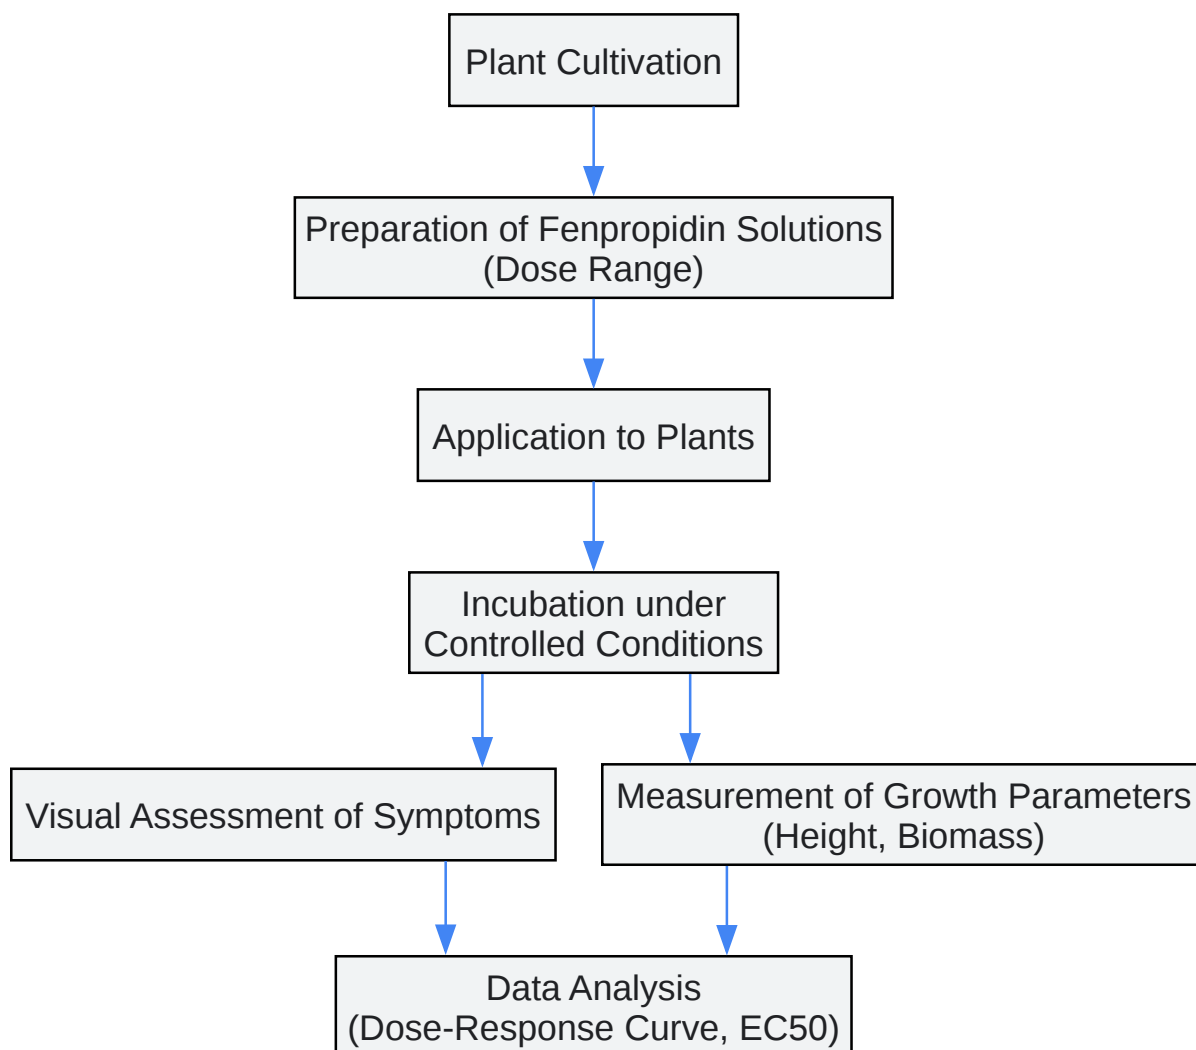 Plant Cultivation
Preparation of Fenpropidin Solutions
(Dose Range)
Application to Plants
Incubation under
Controlled Conditions
Visual Assessment of Symptoms
Measurement of Growth Parameters
(Height, Biomass)
Data Analysis
(Dose-Response Curve, EC50)